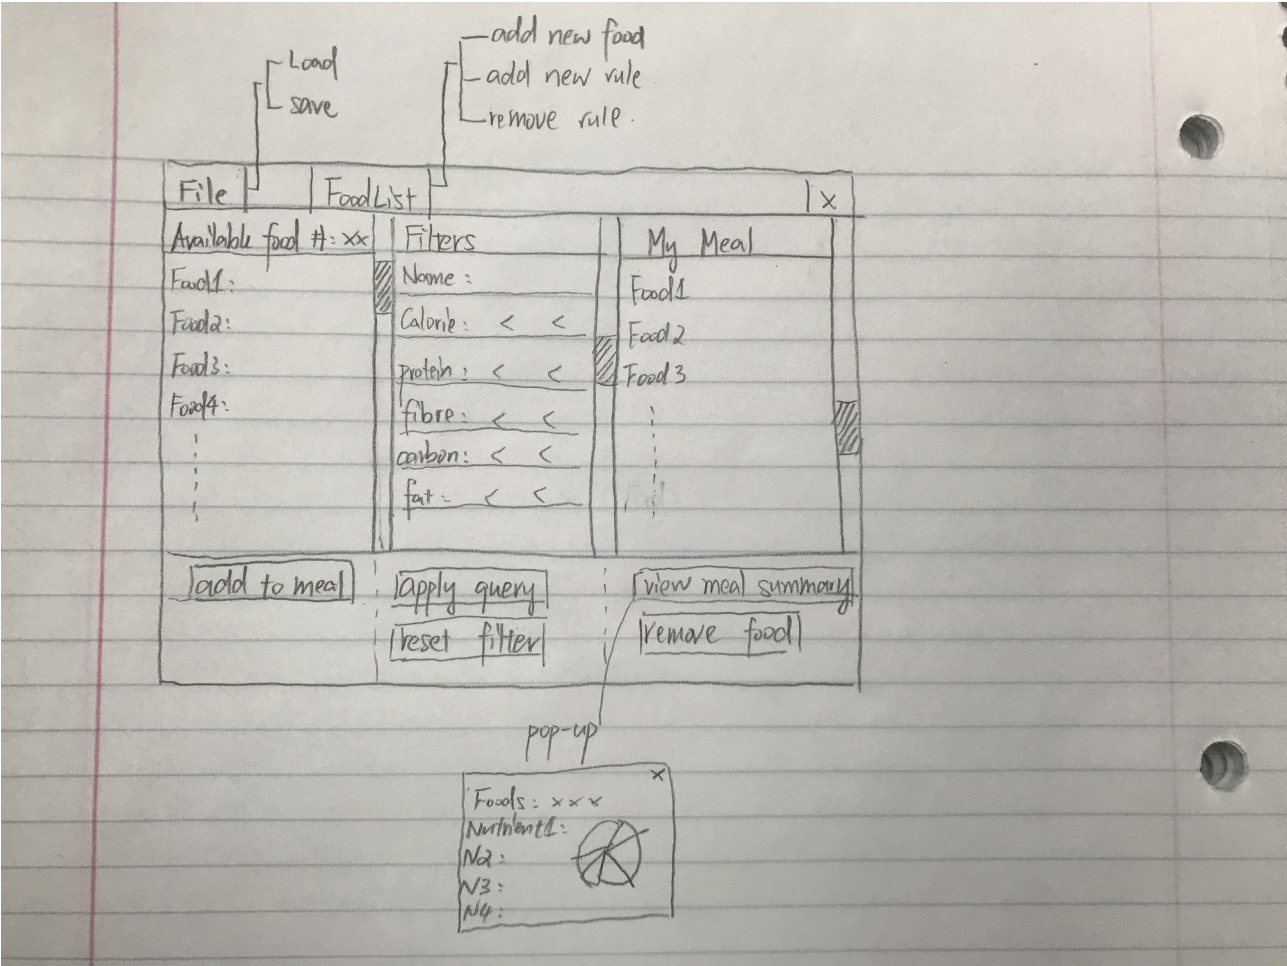 Load
save
add new food
add new rule
remove rule.
File
FoodList
x
Available food #: xx
Food1:
Food2:
Food3:
Food4:
Filters
Name :
Calorie: < <
protein : < <
fibre: < <
carbon: < <
fat: < <
My Meal
Food1
Food2
Food3
add to meal
apply query
reset filter
view meal summary
remove food
pop-up
x
Foods: x x x
Nutrient1:
N2:
N3:
N4: